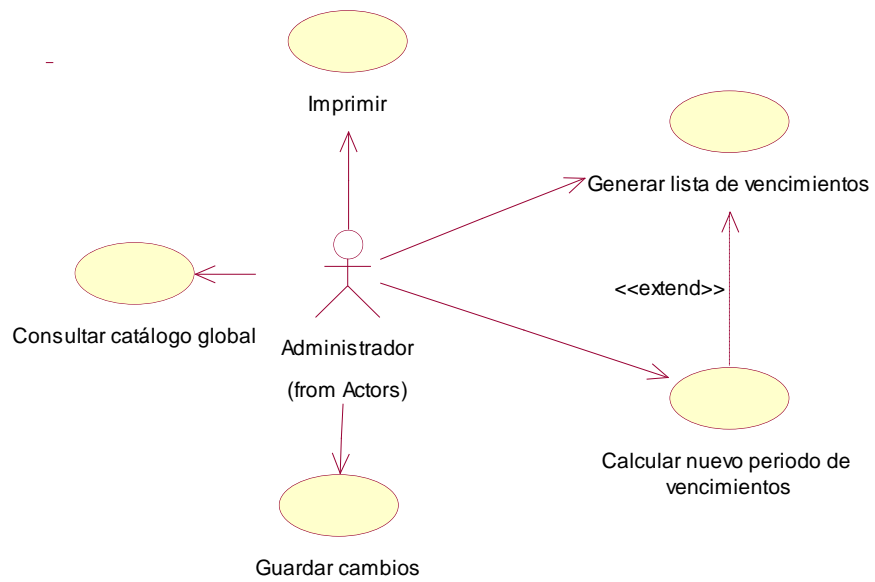 Imprimir
Generar lista de vencimientos
<<extend>>
Consultar catálogo global
Administrador
(from Actors)
Calcular nuevo periodo de
vencimientos
Guardar cambios